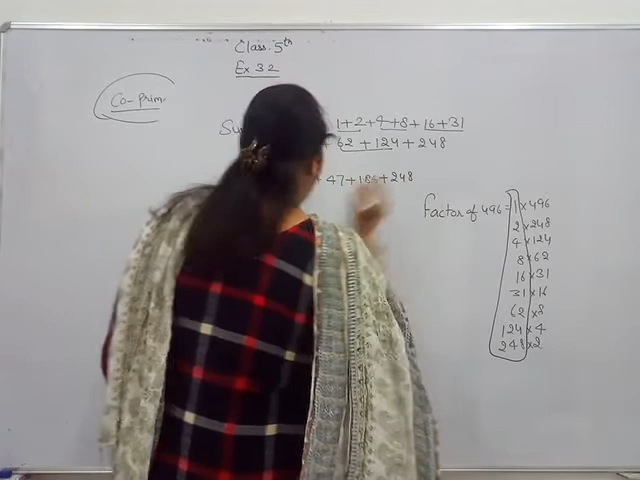 Class. 5th
Ex 32
Co-prim.
1+2+4+8+16+31
62+124+248
+47+186+248
Factor of 496 = 1×496
2×248
4×124
8×62
16×31
31×16
62×8
124×4
248×2